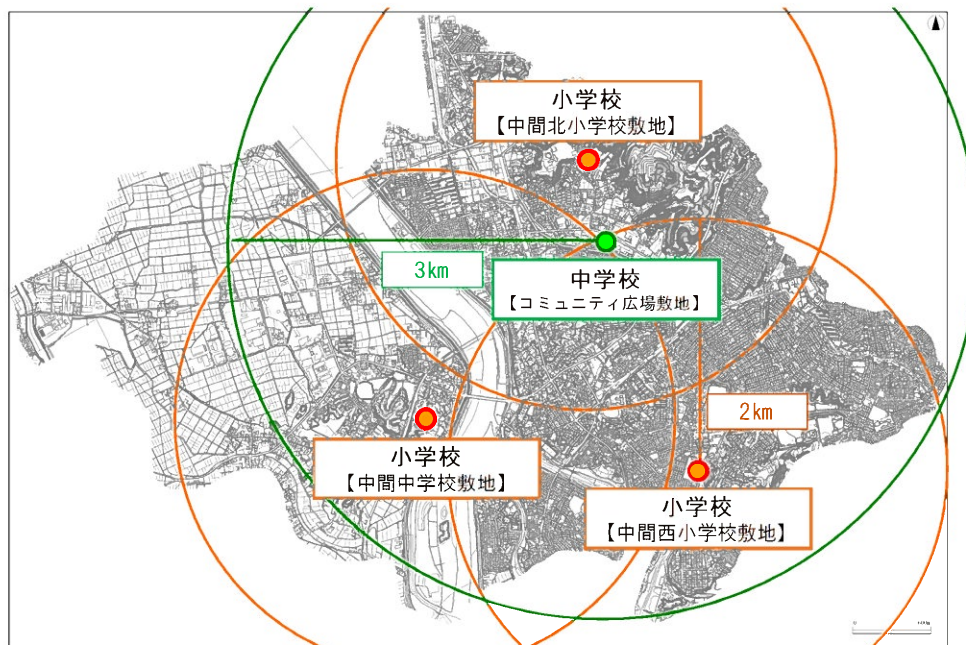 小学校
【中間北小学校敷地】
3km
中学校
【コミュニティ広場敷地】
2km
小学校
【中間中学校敷地】
小学校
【中間西小学校敷地】